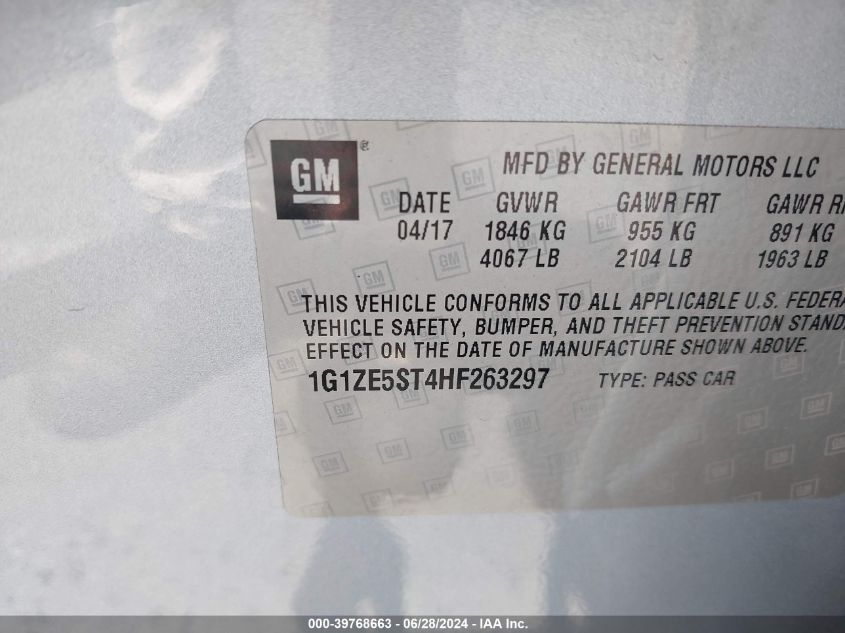 GM ® MFD BY GENERAL MOTORS LLC
DATE GVWR GAWR FRT GAWR
04/17 1846 KG 955 KG 891 KG
4067 LB 2104 LB 1963 LB
THIS VEHICLE CONFORMS TO ALL APPLICABLE U.S.
VEHICLE SAFETY, BUMPER, AND THEFT PREVENTION
EFFECT ON THE DATE OF MANUFACTURE SHOWN ABOVE.
1G1ZE5ST4HF263297 TYPE: PASS CAR
000-39768663 - 06/28/2024 - IAA Inc.